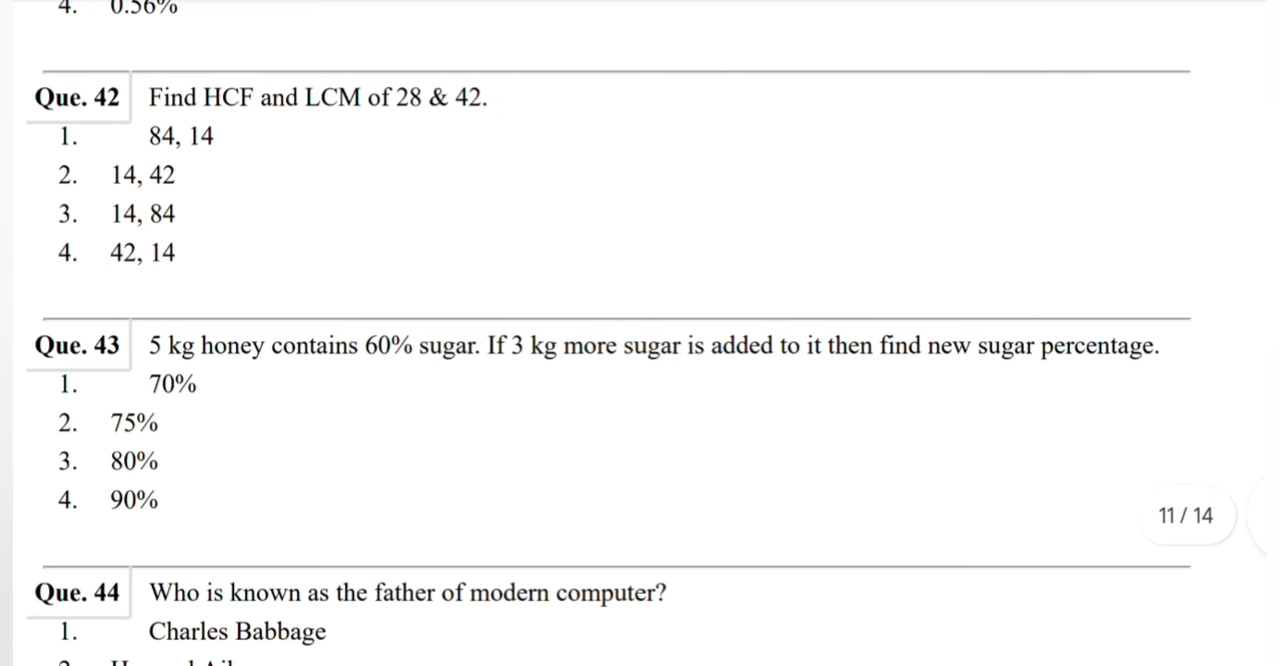 4. 0.56%
Que. 42 Find HCF and LCM of 28 & 42.
1. 84, 14
2. 14, 42
3. 14, 84
4. 42, 14
Que. 43 5 kg honey contains 60% sugar. If 3 kg more sugar is added to it then find new sugar percentage.
1. 70%
2. 75%
3. 80%
4. 90%
11 / 14
Que. 44 Who is known as the father of modern computer?
1. Charles Babbage